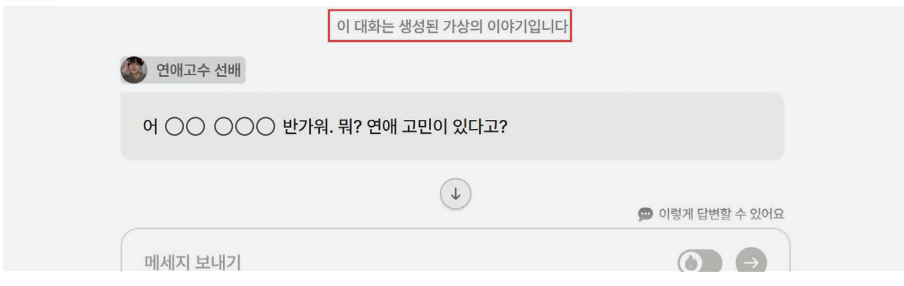 이 대화는 생성된 가상의 이야기입니다
연애고수 선배
어 ○○ ○○○ 반가워. 뭐? 연애 고민이 있다고?
이렇게 답변할 수 있어요
메세지 보내기